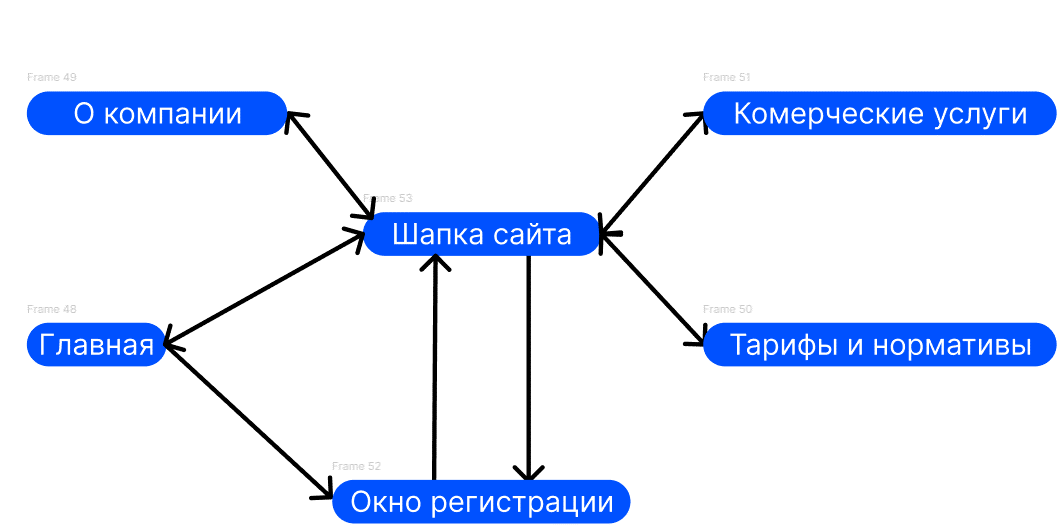 Frame 49
О компании
Frame 51
Комерческие услуги
Frame 53
Шапка сайта
Frame 48
Главная
Frame 50
Тарифы и нормативы
Frame 52
Окно регистрации